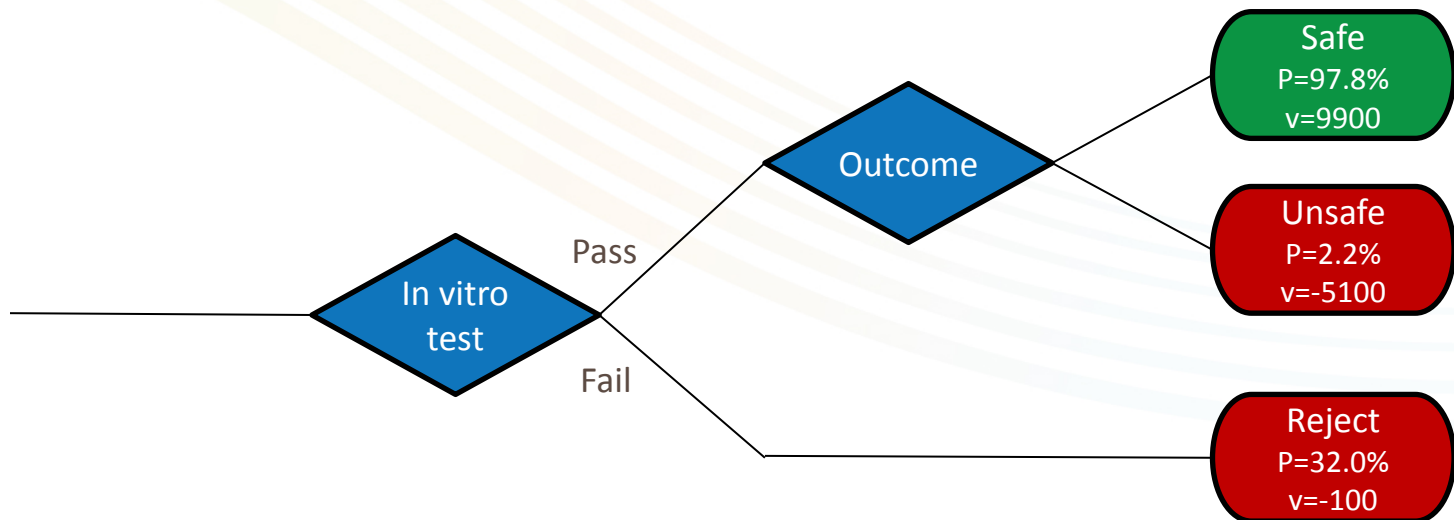 In vitro
test
Pass
Fail
Outcome
Safe
P=97.8%
v=9900
Unsafe
P=2.2%
v=-5100
Reject
P=32.0%
v=-100